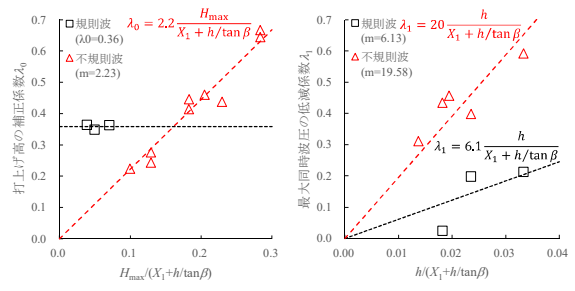 打上げ高の補正係数λ0
0.7
0.6
0.5
0.4
0.3
0.2
0.1
0.0
規則波
(λ0=0.36)
不規則波
(m=2.23)
λ0 = 2.2 Hmax/(X1 + h/tan β)
0
0.1
0.2
0.3
Hmax/(X1+h/tanβ)
最大同時波圧の低減係数λ1
0.7
0.6
0.5
0.4
0.3
0.2
0.1
0.0
規則波
(m=6.13)
不規則波
(m=19.58)
λ1 = 20 h/(X1 + h/tan β)
λ1 = 6.1 h/(X1 + h/tan β)
0.00
0.01
0.02
0.03
0.04
h/(X1+h/tanβ)